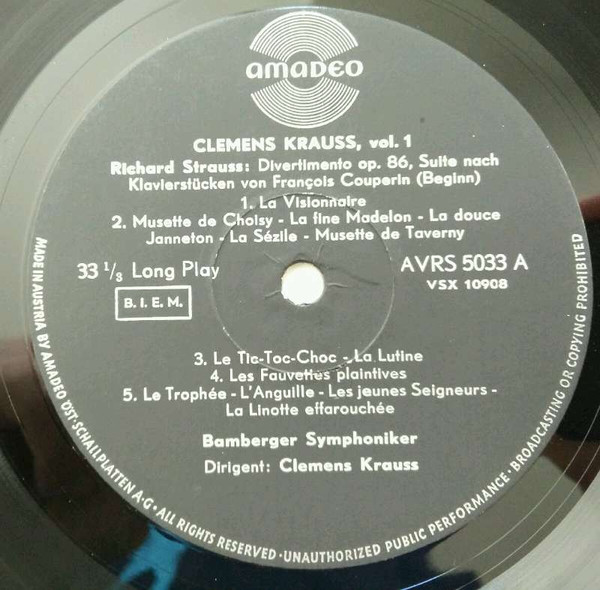 amadeo
CLEMENS KRAUSS, vol. 1
Richard Strauss: Divertimento op. 86, Suite nach
Klavierstücken von François Couperin (Beginn)
1. La Visionnaire
2. Musette de Choisy - La fine Madelon - La douce
Janneton - La Sézile - Musette de Taverny
33 1/3 Long Play
B. I. E. M.
AVRS 5033 A
VSX 10908
3. Le Tic-Toc-Choc - La Lutine
4. Les Fauvettes plaintives
5. Le Trophée - L'Anguille - Les jeunes Seigneurs -
La Linotte effarouchée
Bamberger Symphoniker
Dirigent: Clemens Krauss
MADE IN AUSTRIA BY AMADEO ÖST. SCHALLPLATTEN A·G · ALL RIGHTS RESERVED · UNAUTHORIZED PUBLIC PERFORMANCE · BROADCASTING OR COPYING PROHIBITED